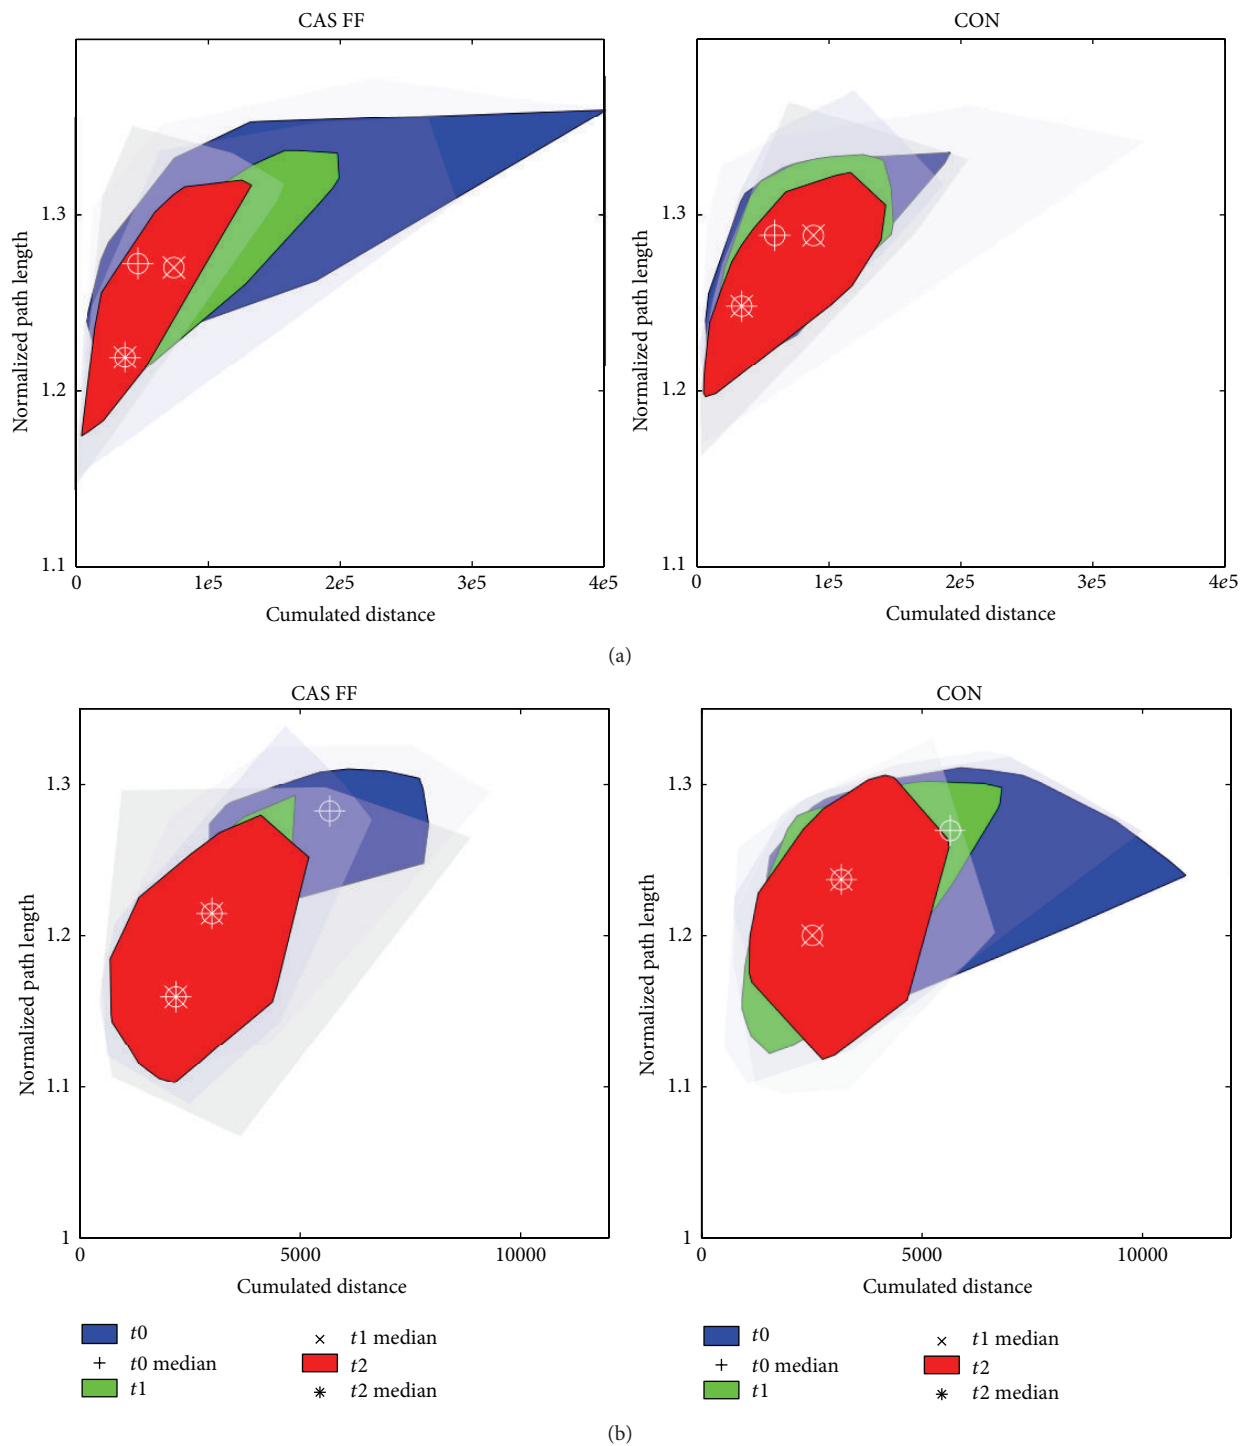 CAS FF
CON
Normalized path length
1.3
1.2
1.1
0
1e5
2e5
3e5
4e5
Cumulated distance
Normalized path length
1.3
1.2
1.1
0
1e5
2e5
3e5
4e5
Cumulated distance
(a)
CAS FF
CON
Normalized path length
1.3
1.2
1.1
1
0
5000
10000
Cumulated distance
Normalized path length
1.3
1.2
1.1
1
0
5000
10000
Cumulated distance
t0
t0 median
t1
t1 median
t2
t2 median
t0
t0 median
t1
t1 median
t2
t2 median
(b)